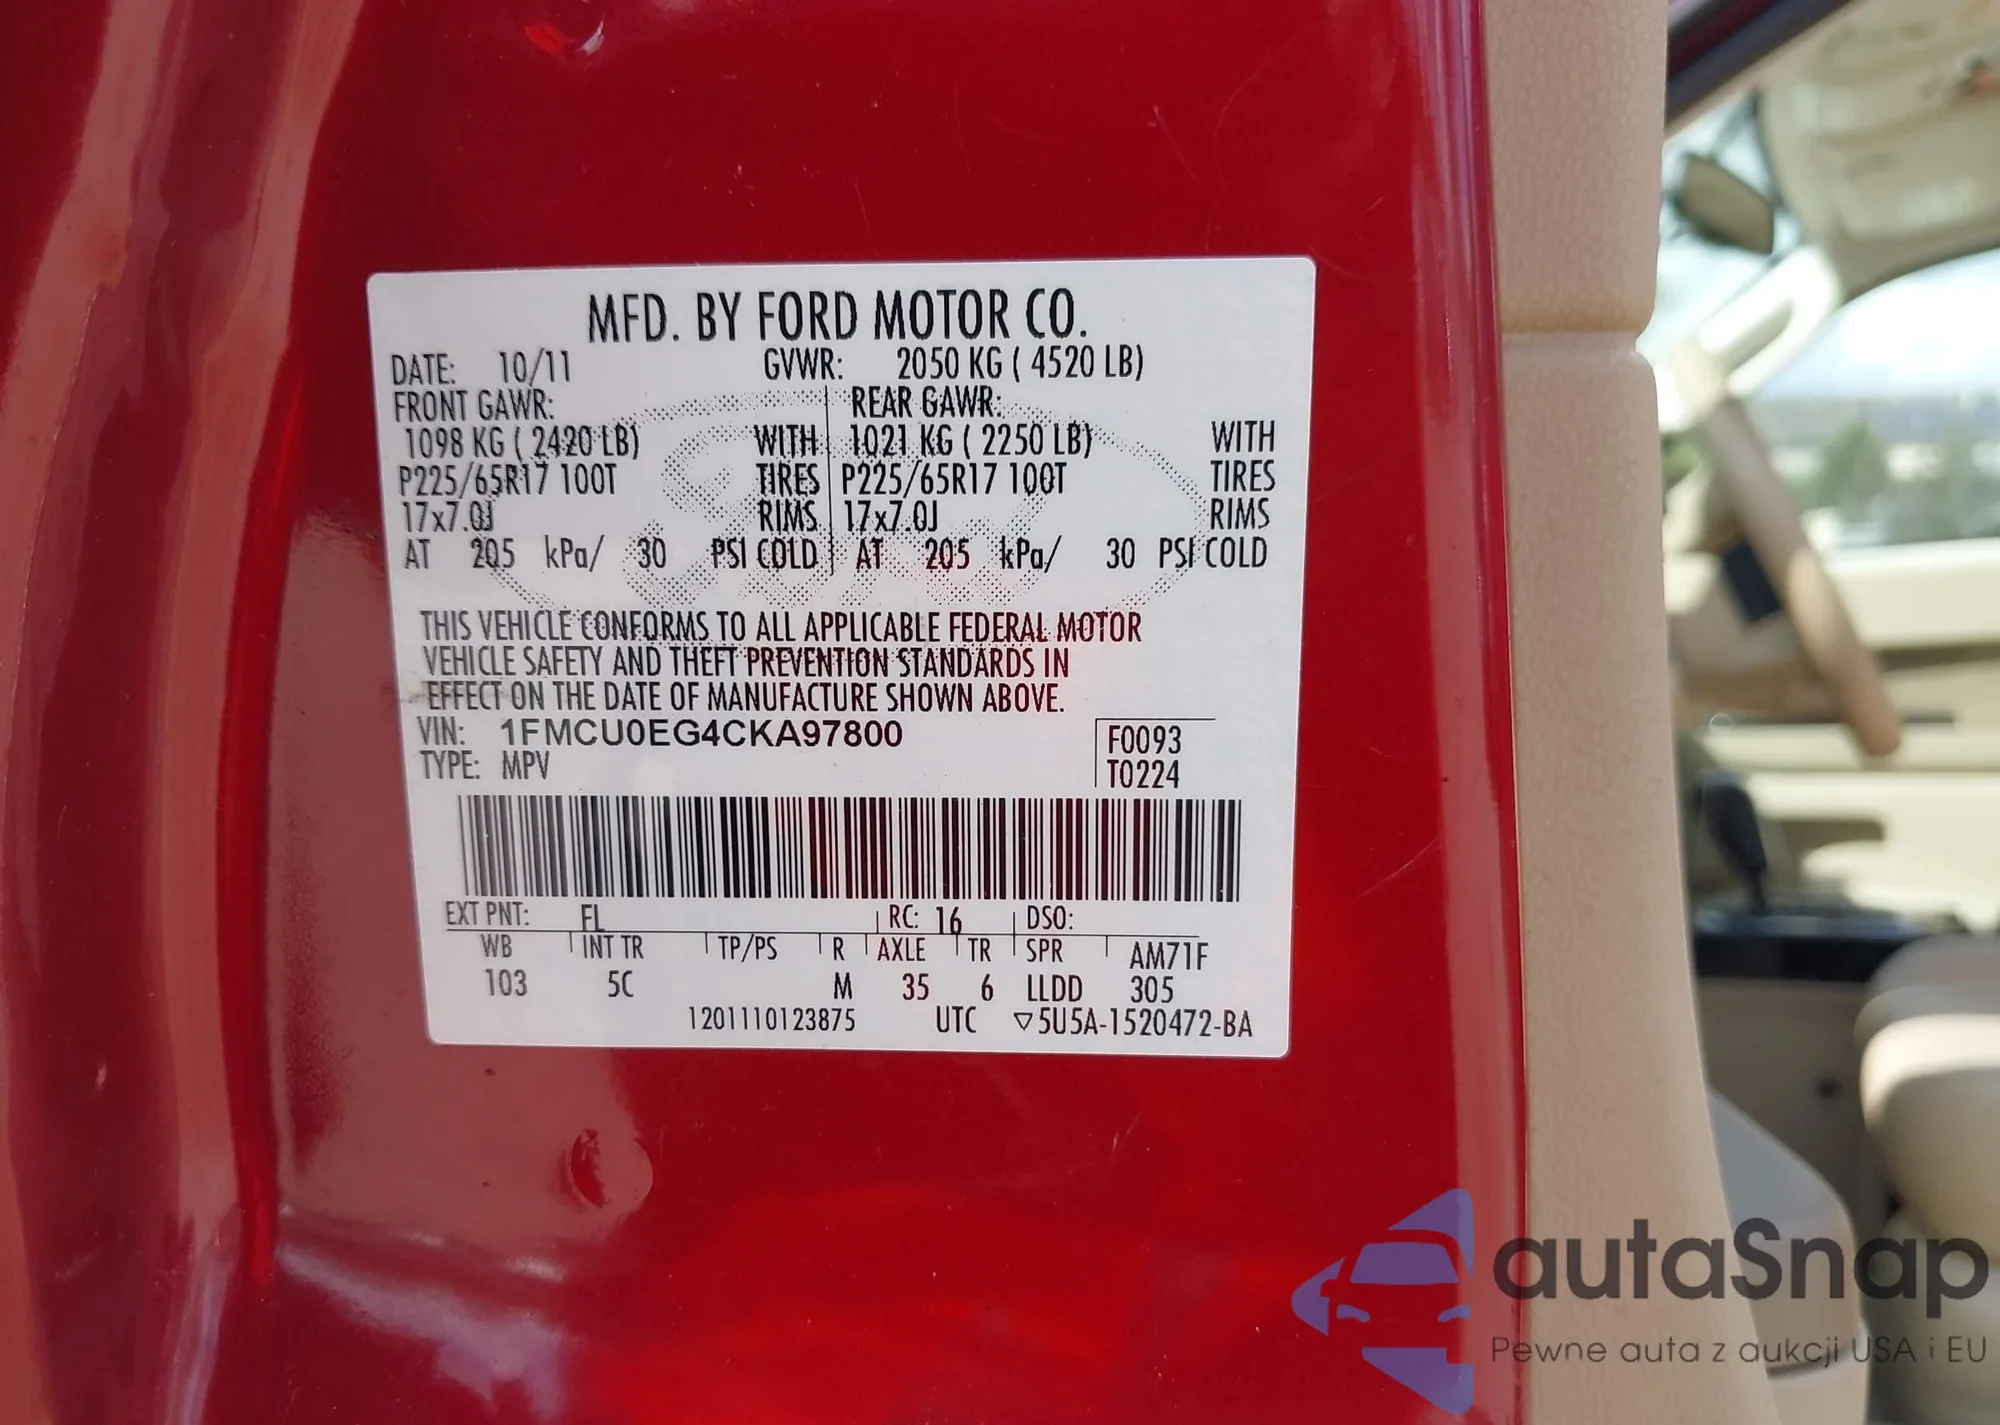 MFD. BY FORD MOTOR CO.
DATE: 10/11 GVWR: 2050 KG ( 4520 LB)
FRONT GAWR: REAR GAWR:
1098 KG ( 2420 LB) WITH 1021 KG ( 2250 LB) WITH
P225/65R17 100T TIRES P225/65R17 100T TIRES
17x7.0J RIMS 17x7.0J RIMS
AT 205 kPa/ 30 PSI COLD AT 205 kPa/ 30 PSI COLD
THIS VEHICLE CONFORMS TO ALL APPLICABLE FEDERAL MOTOR
VEHICLE SAFETY AND THEFT PREVENTION STANDARDS IN
EFFECT ON THE DATE OF MANUFACTURE SHOWN ABOVE.
VIN: 1FMCU0EG4CKA97800 F0093
TYPE: MPV T0224
EXT PNT: FL RC: 16 DSO:
WB INT TR TP/PS R AXLE TR SPR AM71F
103 5C M 35 6 LLDD 305
1201110123875 UTC ▽5U5A-1520472-BA
autaSnap
Pewne auta z aukcji USA i EU